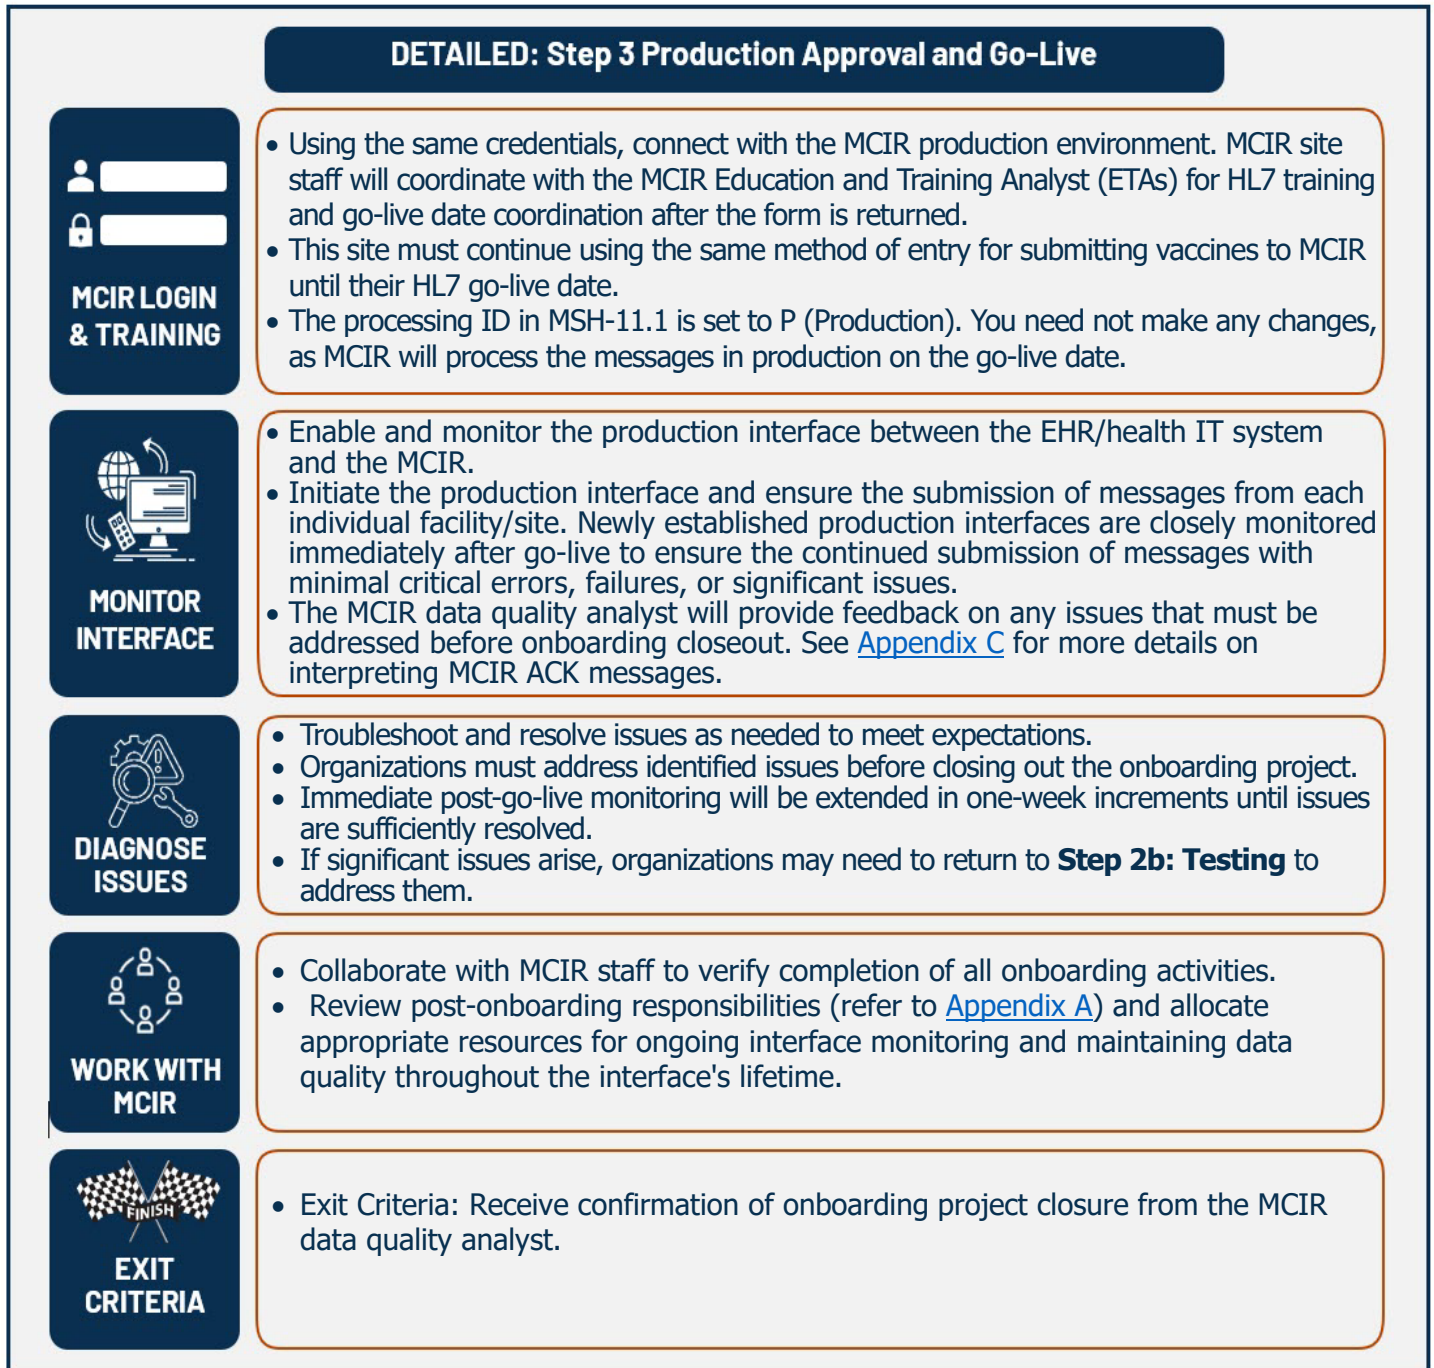 DETAILED: Step 3 Production Approval and Go-Live
MCIR LOGIN
& TRAINING
• Using the same credentials, connect with the MCIR production environment. MCIR site
staff will coordinate with the MCIR Education and Training Analyst (ETAs) for HL7 training
and go-live date coordination after the form is returned.
• This site must continue using the same method of entry for submitting vaccines to MCIR
until their HL7 go-live date.
• The processing ID in MSH-11.1 is set to P (Production). You need not make any changes,
as MCIR will process the messages in production on the go-live date.
MONITOR
INTERFACE
• Enable and monitor the production interface between the EHR/health IT system
and the MCIR.
• Initiate the production interface and ensure the submission of messages from each
individual facility/site. Newly established production interfaces are closely monitored
immediately after go-live to ensure the continued submission of messages with
minimal critical errors, failures, or significant issues.
• The MCIR data quality analyst will provide feedback on any issues that must be
addressed before onboarding closeout. See Appendix C for more details on
interpreting MCIR ACK messages.
DIAGNOSE
ISSUES
• Troubleshoot and resolve issues as needed to meet expectations.
• Organizations must address identified issues before closing out the onboarding project.
• Immediate post-go-live monitoring will be extended in one-week increments until issues
are sufficiently resolved.
• If significant issues arise, organizations may need to return to Step 2b: Testing to
address them.
WORK WITH
MCIR
• Collaborate with MCIR staff to verify completion of all onboarding activities.
• Review post-onboarding responsibilities (refer to Appendix A) and allocate
appropriate resources for ongoing interface monitoring and maintaining data
quality throughout the interface's lifetime.
FINISH
EXIT
CRITERIA
• Exit Criteria: Receive confirmation of onboarding project closure from the MCIR
data quality analyst.